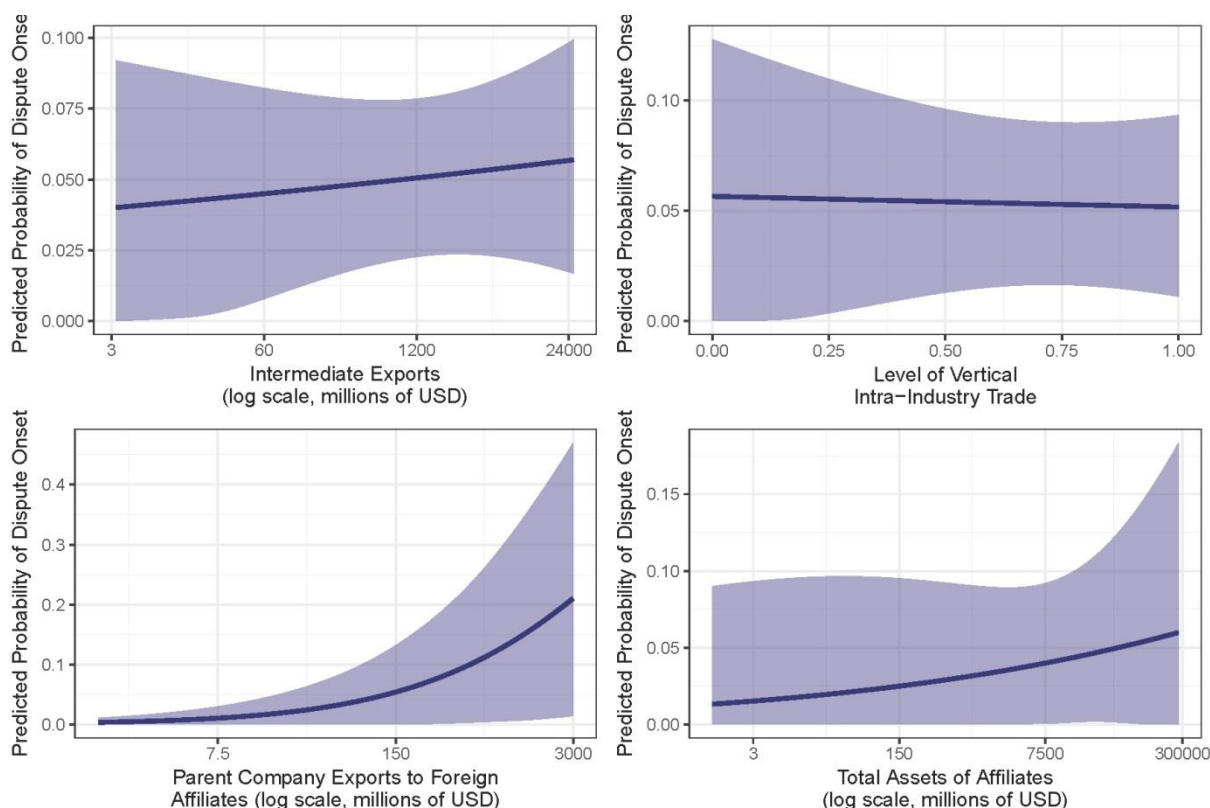 Predicted Probability of Dispute Onse
0.100
0.075
0.050
0.025
0.000
3
60
1200
24000
Intermediate Exports
(log scale, millions of USD)
Predicted Probability of Dispute Onse
0.10
0.05
0.00
0.00
0.25
0.50
0.75
1.00
Level of Vertical
Intra−Industry Trade
Predicted Probability of Dispute Onset
0.4
0.3
0.2
0.1
0.0
7.5
150
3000
Parent Company Exports to Foreign
Affiliates (log scale, millions of USD)
Predicted Probability of Dispute Onset
0.15
0.10
0.05
0.00
3
150
7500
300000
Total Assets of Affiliates
(log scale, millions of USD)